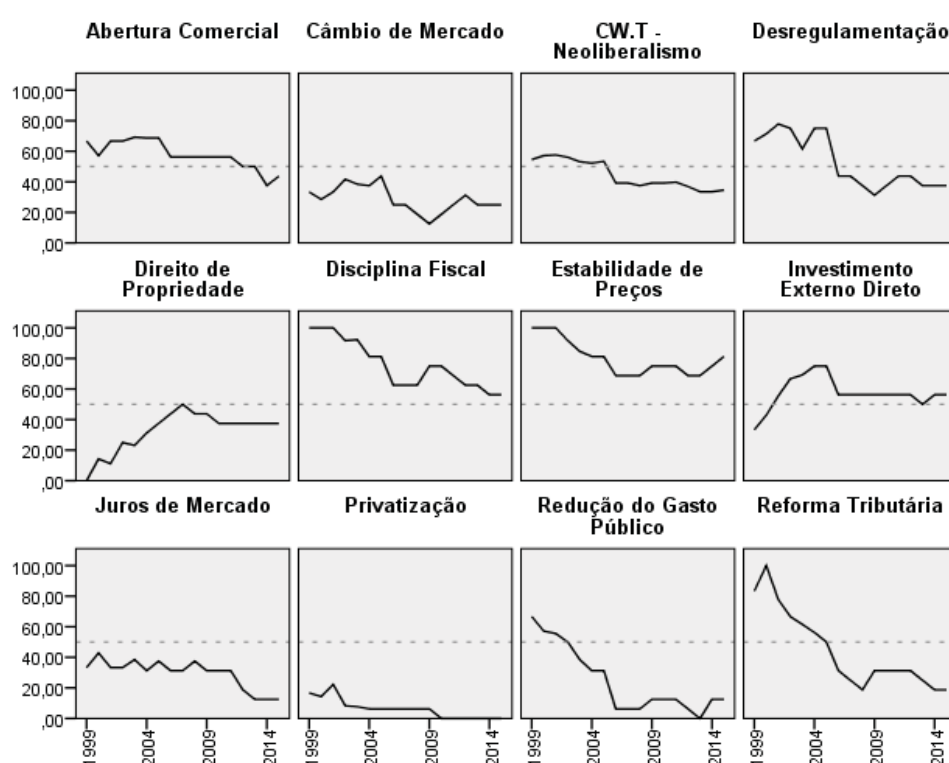 Abertura Comercial
Câmbio de Mercado
CW.T -
Neoliberalismo
Desregulamentação
100,00
80,00
60,00
40,00
20,00
,00
Direito de
Propriedade
Disciplina Fiscal
Estabilidade de
Preços
Investimento
Externo Direto
100,00
80,00
60,00
40,00
20,00
,00
Juros de Mercado
Privatização
Redução do Gasto
Público
Reforma Tributária
100,00
80,00
60,00
40,00
20,00
,00
1999
2004
2009
2014
1999
2004
2009
2014
1999
2004
2009
2014
1999
2004
2009
2014